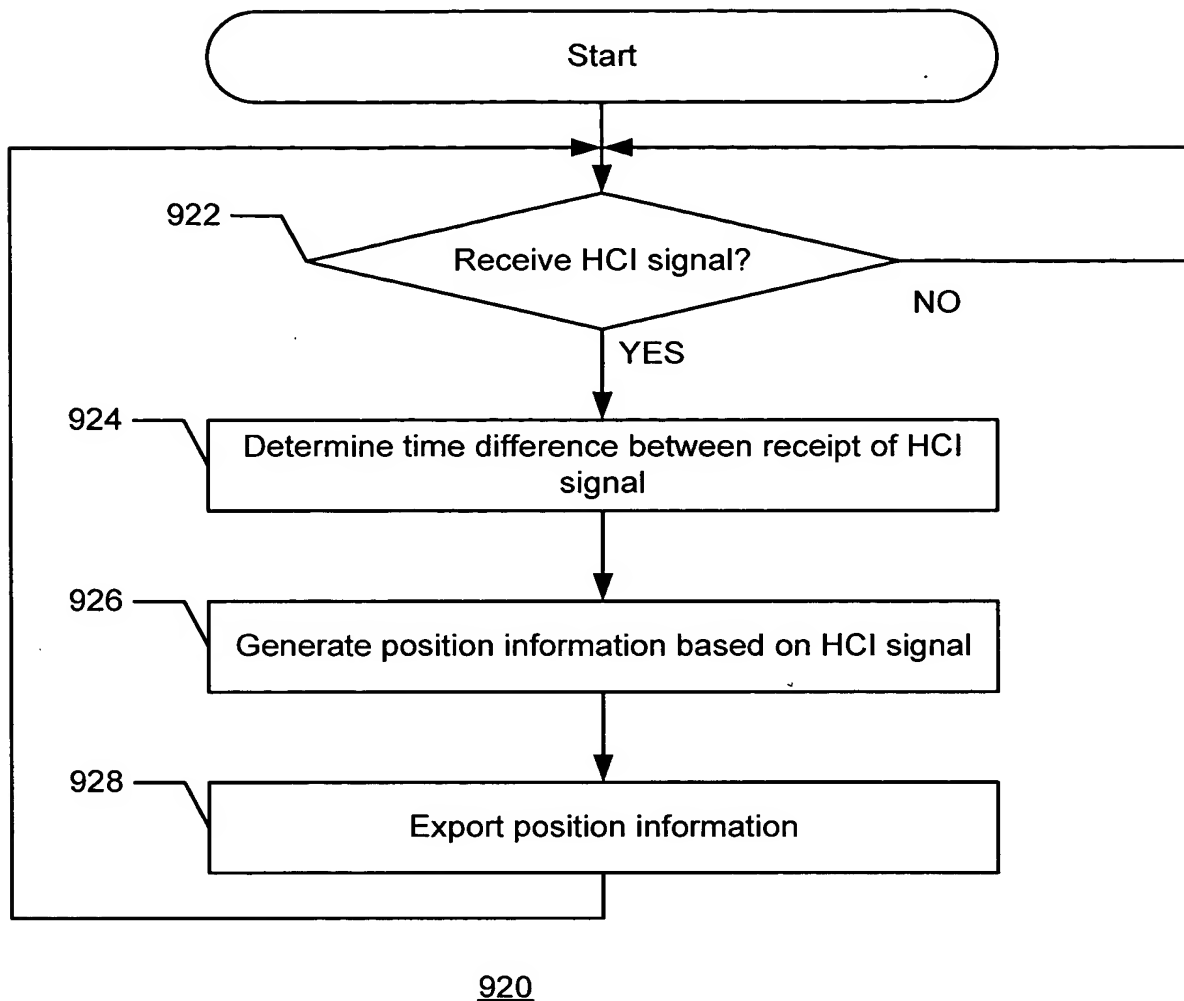 Start
922
Receive HCI signal?
NO
YES
924
Determine time difference between receipt of HCI
signal
926
Generate position information based on HCI signal
928
Export position information
920